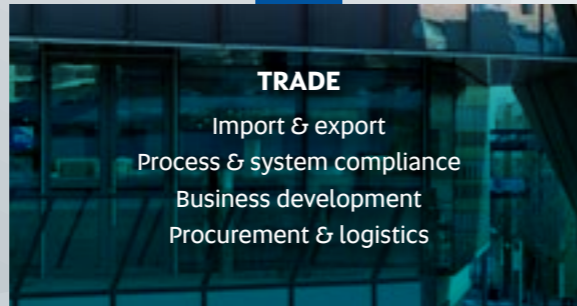 TRADE
Import & export
Process & system compliance
Business development
Procurement & logistics